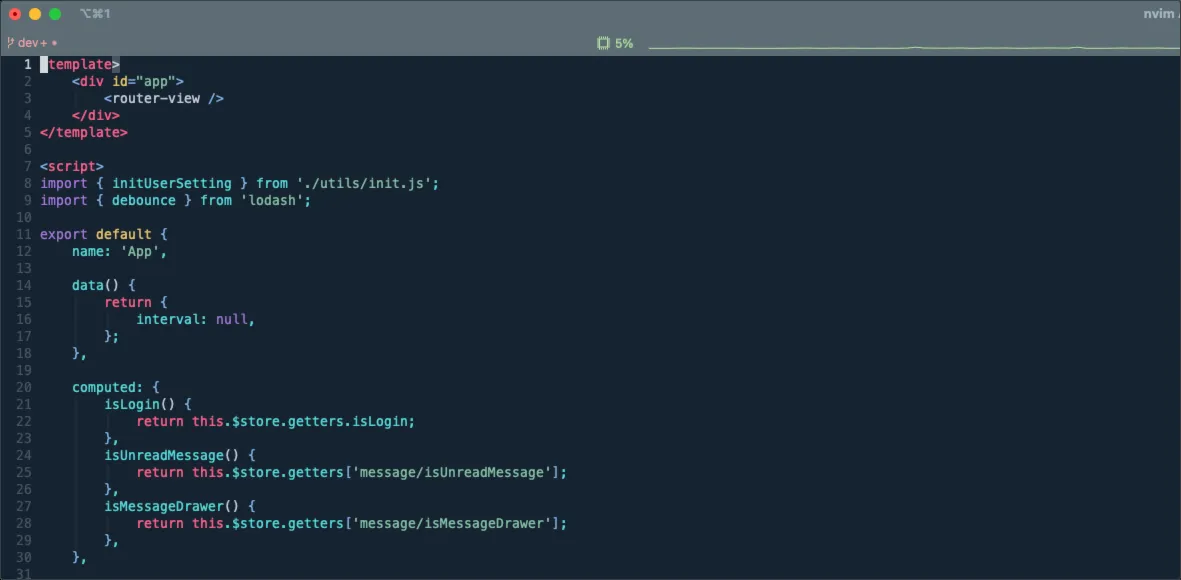 ⌥⌘1
nvim
dev+
5%
1 template>
2     <div id="app">
3         <router-view />
4     </div>
5 </template>
6
7 <script>
8 import { initUserSetting } from './utils/init.js';
9 import { debounce } from 'lodash';
10
11 export default {
12     name: 'App',
13
14     data() {
15         return {
16             interval: null,
17         };
18     },
19
20     computed: {
21         isLogin() {
22             return this.$store.getters.isLogin;
23         },
24         isUnreadMessage() {
25             return this.$store.getters['message/isUnreadMessage'];
26         },
27         isMessageDrawer() {
28             return this.$store.getters['message/isMessageDrawer'];
29         },
30     },
31